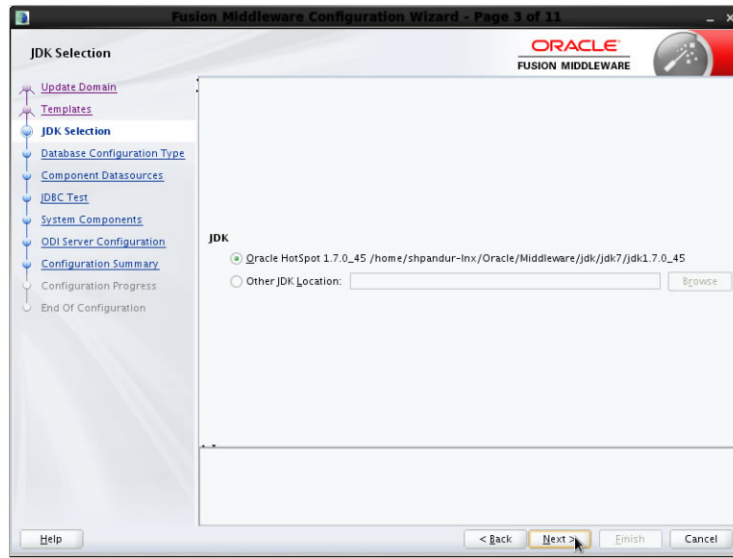 Fusion Middleware Configuration Wizard - Page 3 of 11
JDK Selection
ORACLE
FUSION MIDDLEWARE
Update Domain
Templates
JDK Selection
Database Configuration Type
Component Datasources
JDBC Test
System Components
ODI Server Configuration
Configuration Summary
Configuration Progress
End Of Configuration
JDK
Oracle HotSpot 1.7.0_45 /home/shpandur-lnx/Oracle/Middleware/jdk/jdk7/jdk1.7.0_45
Other JDK Location:
Browse
Help
< Back
Next >
Finish
Cancel